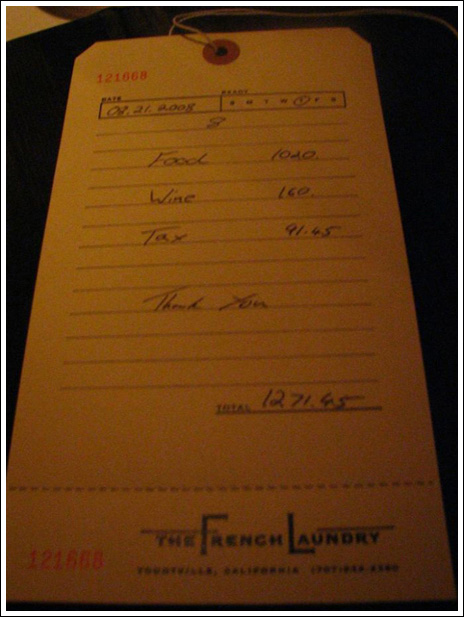 121668
DATE READY
08.21.2008 S M T W T F S
8
Food 1020.
Wine 160.
Tax 91.45
Thank You
TOTAL 1271.45
121668
THE FRENCH LAUNDRY
YOUNTVILLE, CALIFORNIA